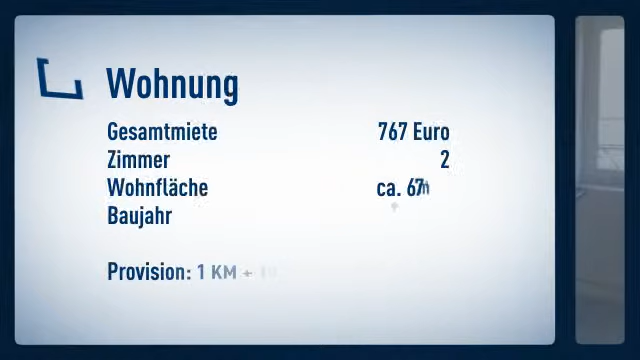 Wohnung
Gesamtmiete 767 Euro
Zimmer 2
Wohnfläche ca. 67
Baujahr
Provision: 1 KM +